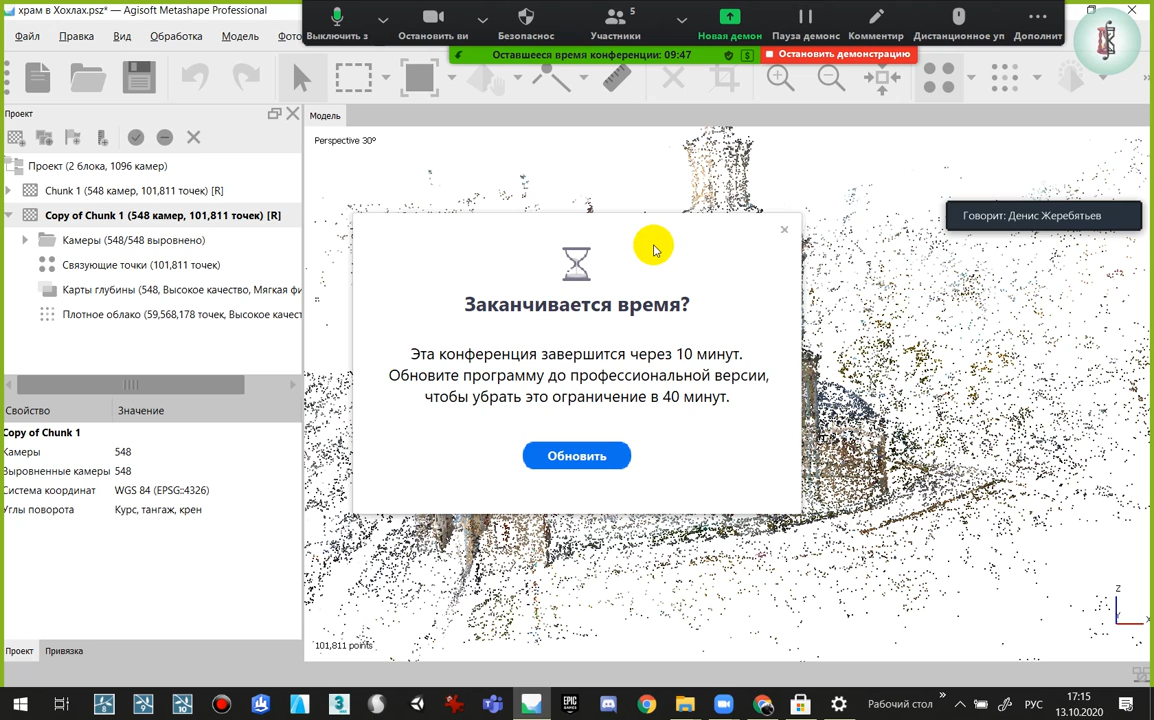 храм в Хохлах.psz* — Agisoft Metashape Professional
Файл Правка Вид Обработка Модель Фото
Выключить з
Остановить ви
Безопаснос
5
Участники
Новая демон
Пауза демонс
Комментир
Дистанционное уп
Дополнит
Оставшееся время конференции: 09:47
Остановить демонстрацию
Проект
Проект (2 блока, 1096 камер)
Chunk 1 (548 камер, 101,811 точек) [R]
Copy of Chunk 1 (548 камер, 101,811 точек) [R]
Камеры (548/548 выровнено)
Связующие точки (101,811 точек)
Карты глубины (548, Высокое качество, Мягкая фи
Плотное облако (59,568,178 точек, Высокое качест
Свойство Значение
Copy of Chunk 1
Камеры 548
Выровненные камеры 548
Система координат WGS 84 (EPSG::4326)
Углы поворота Курс, тангаж, крен
Проект Привязка
Модель
Perspective 30°
Говорит: Денис Жеребятьев
Заканчивается время?
Эта конференция завершится через 10 минут.
Обновите программу до профессиональной версии,
чтобы убрать это ограничение в 40 минут.
Обновить
101,811 points
Z
Рабочий стол
РУС
17:15
13.10.2020